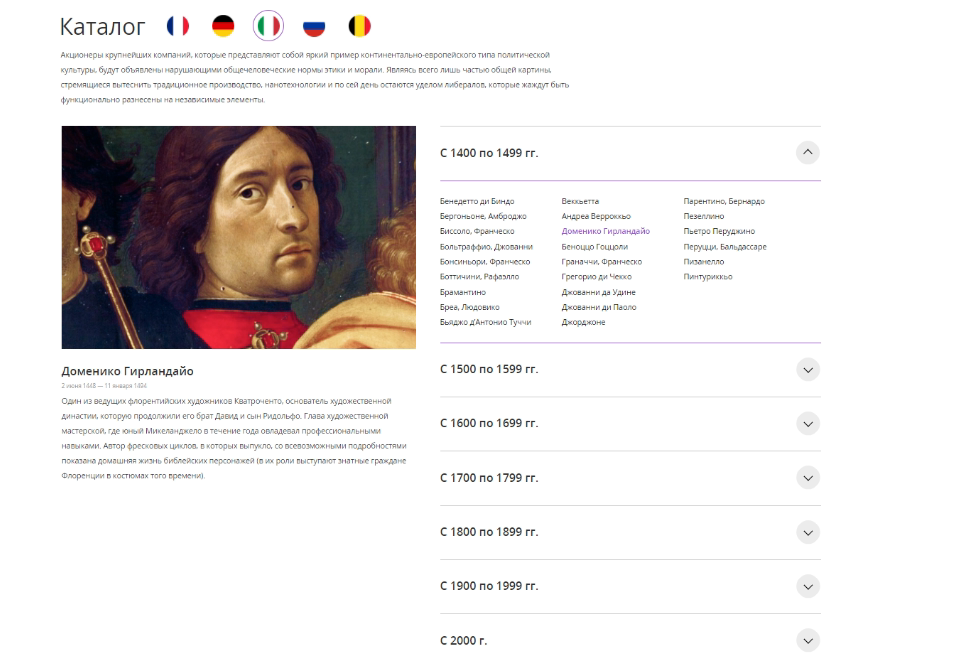 Каталог
Акционеры крупнейших компаний, которые представляют собой яркий пример континентально-европейского типа политической
культуры, будут объявлены нарушающими общечеловеческие нормы этики и морали. Являясь всего лишь частью общей картины,
стремящиеся вытеснить традиционное производство, нанотехнологии и по сей день остаются уделом либералов, которые жаждут быть
функционально разнесены на независимые элементы.
Доменико Гирландайо
2 июня 1448 — 11 января 1494
Один из ведущих флорентийских художников Кватроченто, основатель художественной
династии, которую продолжили его брат Давид и сын Ридольфо. Глава художественной
мастерской, где юный Микеланджело в течение года овладевал профессиональными
навыками. Автор фресковых циклов, в которых выпукло, со всевозможными подробностями
показана домашняя жизнь библейских персонажей (в их роли выступают знатные граждане
Флоренции в костюмах того времени).
С 1400 по 1499 гг.
Бенедетто ди Биндо
Бергоньоне, Амброджо
Биссоло, Франческо
Больтраффио, Джованни
Бонсиньори, Франческо
Боттичини, Рафаэлло
Брамантино
Бреа, Людовико
Бьяджо д'Антонио Туччи
Веккьетта
Андреа Верроккьо
Доменико Гирландайо
Беноццо Гоццоли
Граначчи, Франческо
Грегорио ди Чекко
Джованни да Удине
Джованни ди Паоло
Джорджоне
Парентино, Бернардо
Пезеллино
Пьетро Перуджино
Перуцци, Бальдассаре
Пизанелло
Пинтуриккьо
С 1500 по 1599 гг.
С 1600 по 1699 гг.
С 1700 по 1799 гг.
С 1800 по 1899 гг.
С 1900 по 1999 гг.
С 2000 г.